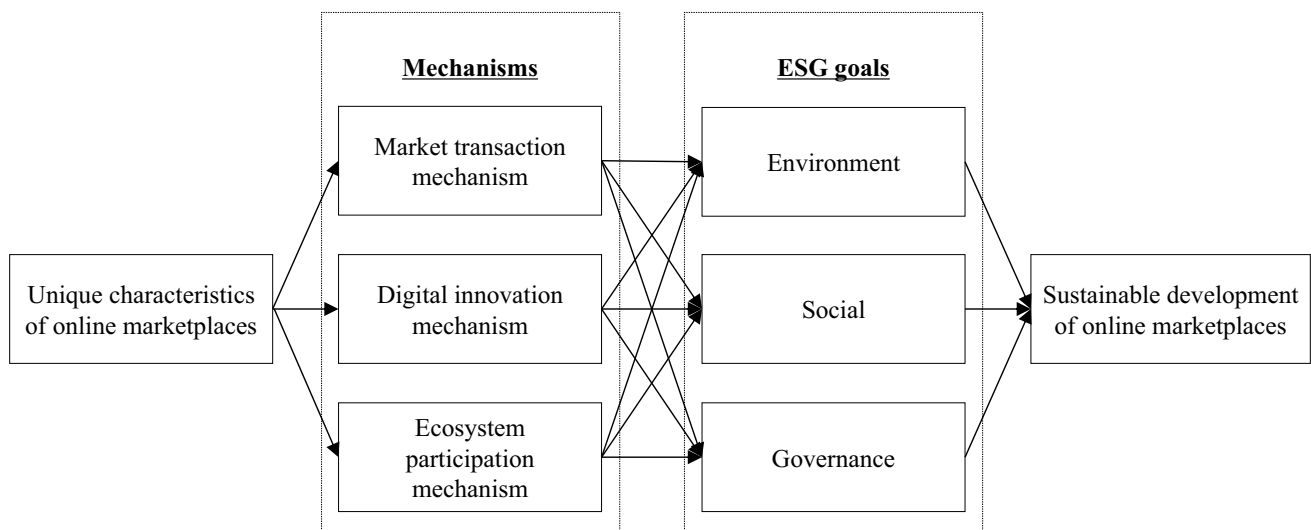 Mechanisms
ESG goals
Market transaction
mechanism
Environment
Unique characteristics
of online marketplaces
Digital innovation
mechanism
Social
Sustainable development
of online marketplaces
Ecosystem
participation
mechanism
Governance